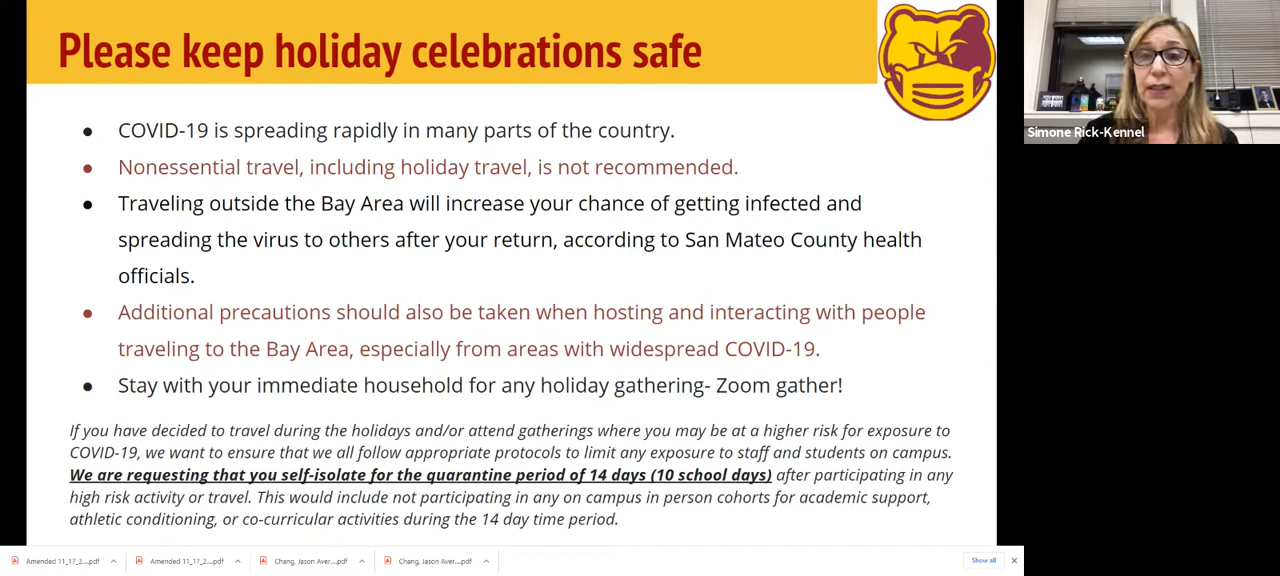 Please keep holiday celebrations safe
Simone Rick-Kennel
● COVID-19 is spreading rapidly in many parts of the country.
● Nonessential travel, including holiday travel, is not recommended.
● Traveling outside the Bay Area will increase your chance of getting infected and
spreading the virus to others after your return, according to San Mateo County health
officials.
● Additional precautions should also be taken when hosting and interacting with people
traveling to the Bay Area, especially from areas with widespread COVID-19.
● Stay with your immediate household for any holiday gathering- Zoom gather!
If you have decided to travel during the holidays and/or attend gatherings where you may be at a higher risk for exposure to
COVID-19, we want to ensure that we all follow appropriate protocols to limit any exposure to staff and students on campus.
We are requesting that you self-isolate for the quarantine period of 14 days (10 school days) after participating in any
high risk activity or travel. This would include not participating in any on campus in person cohorts for academic support,
athletic conditioning, or co-curricular activities during the 14 day time period.
Amended 11_17_2....pdf Amended 11_17_2....pdf Chang, Jason Aver....pdf Chang, Jason Aver....pdf Show all